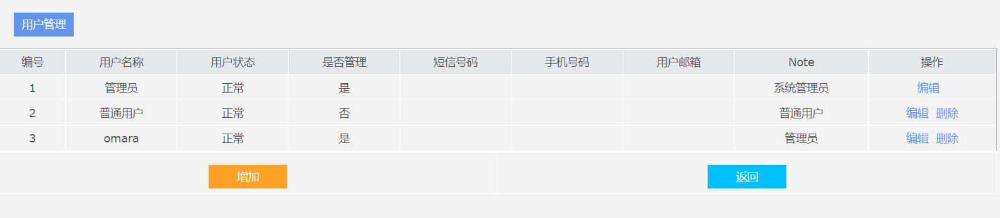 用户管理
编号 用户名称 用户状态 是否管理 短信号码 手机号码 用户邮箱 Note 操作
1 管理员 正常 是 系统管理员 编辑
2 普通用户 正常 否 普通用户 编辑 删除
3 omara 正常 是 管理员 编辑 删除
增加 返回